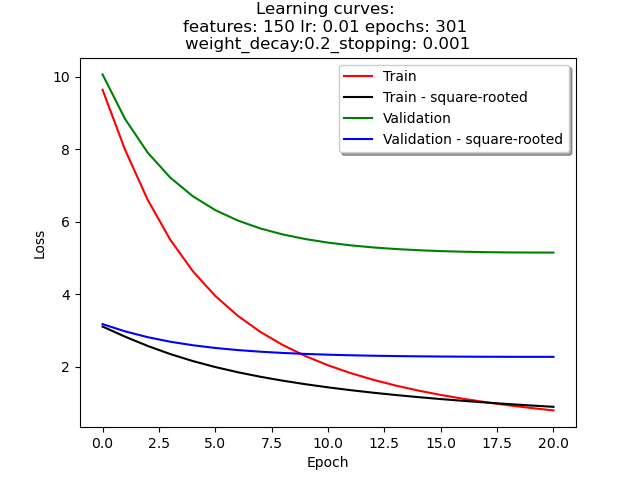 Learning curves:
features: 150 lr: 0.01 epochs: 301
weight_decay:0.2_stopping: 0.001
Train
Train - square-rooted
Validation
Validation - square-rooted
10
8
6
4
2
Loss
0.0 2.5 5.0 7.5 10.0 12.5 15.0 17.5 20.0
Epoch